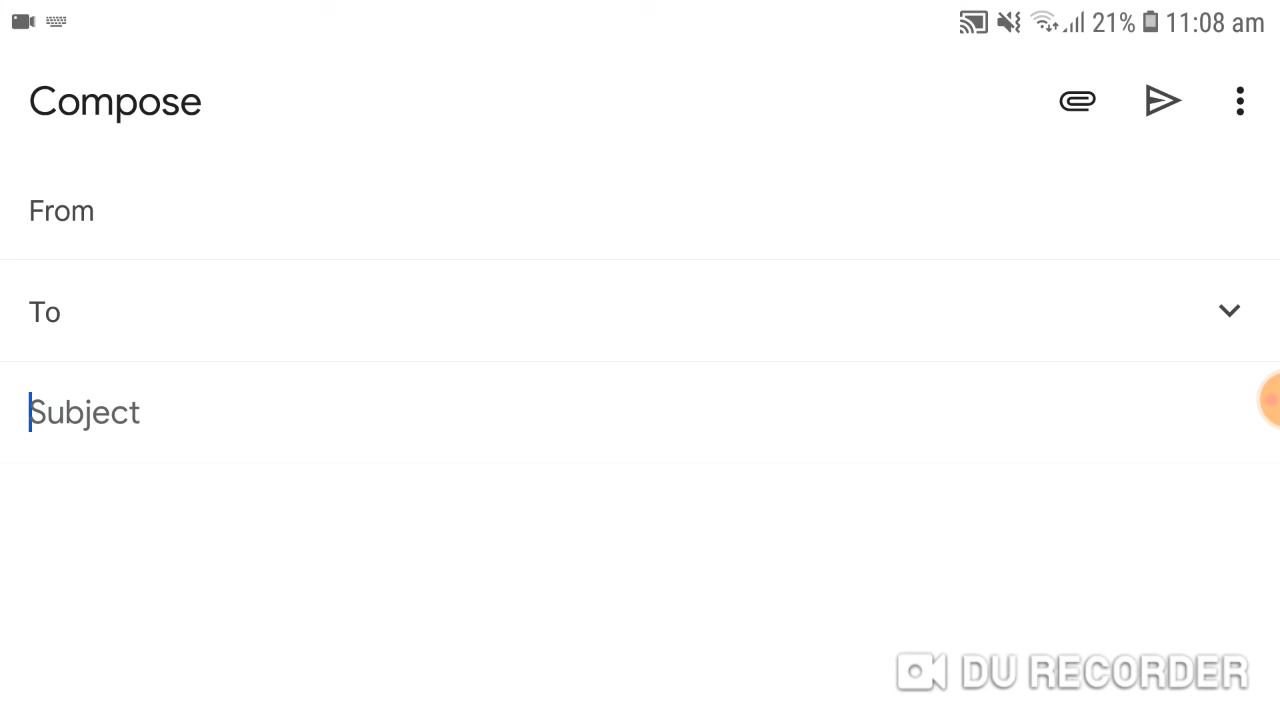 21% 11:08 am
Compose
From
To
Subject
DU RECORDER